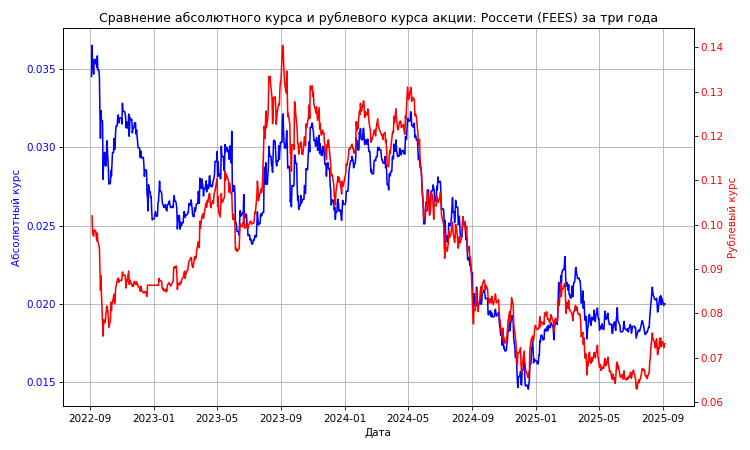 Сравнение абсолютного курса и рублевого курса акции: Россети (FEES) за три года
Абсолютный курс
0.035
0.030
0.025
0.020
0.015
0.14
0.13
0.12
0.11
0.10
0.09
0.08
0.07
0.06
Рублевый курс
2022-09 2023-01 2023-05 2023-09 2024-01 2024-05 2024-09 2025-01 2025-05 2025-09
Дата